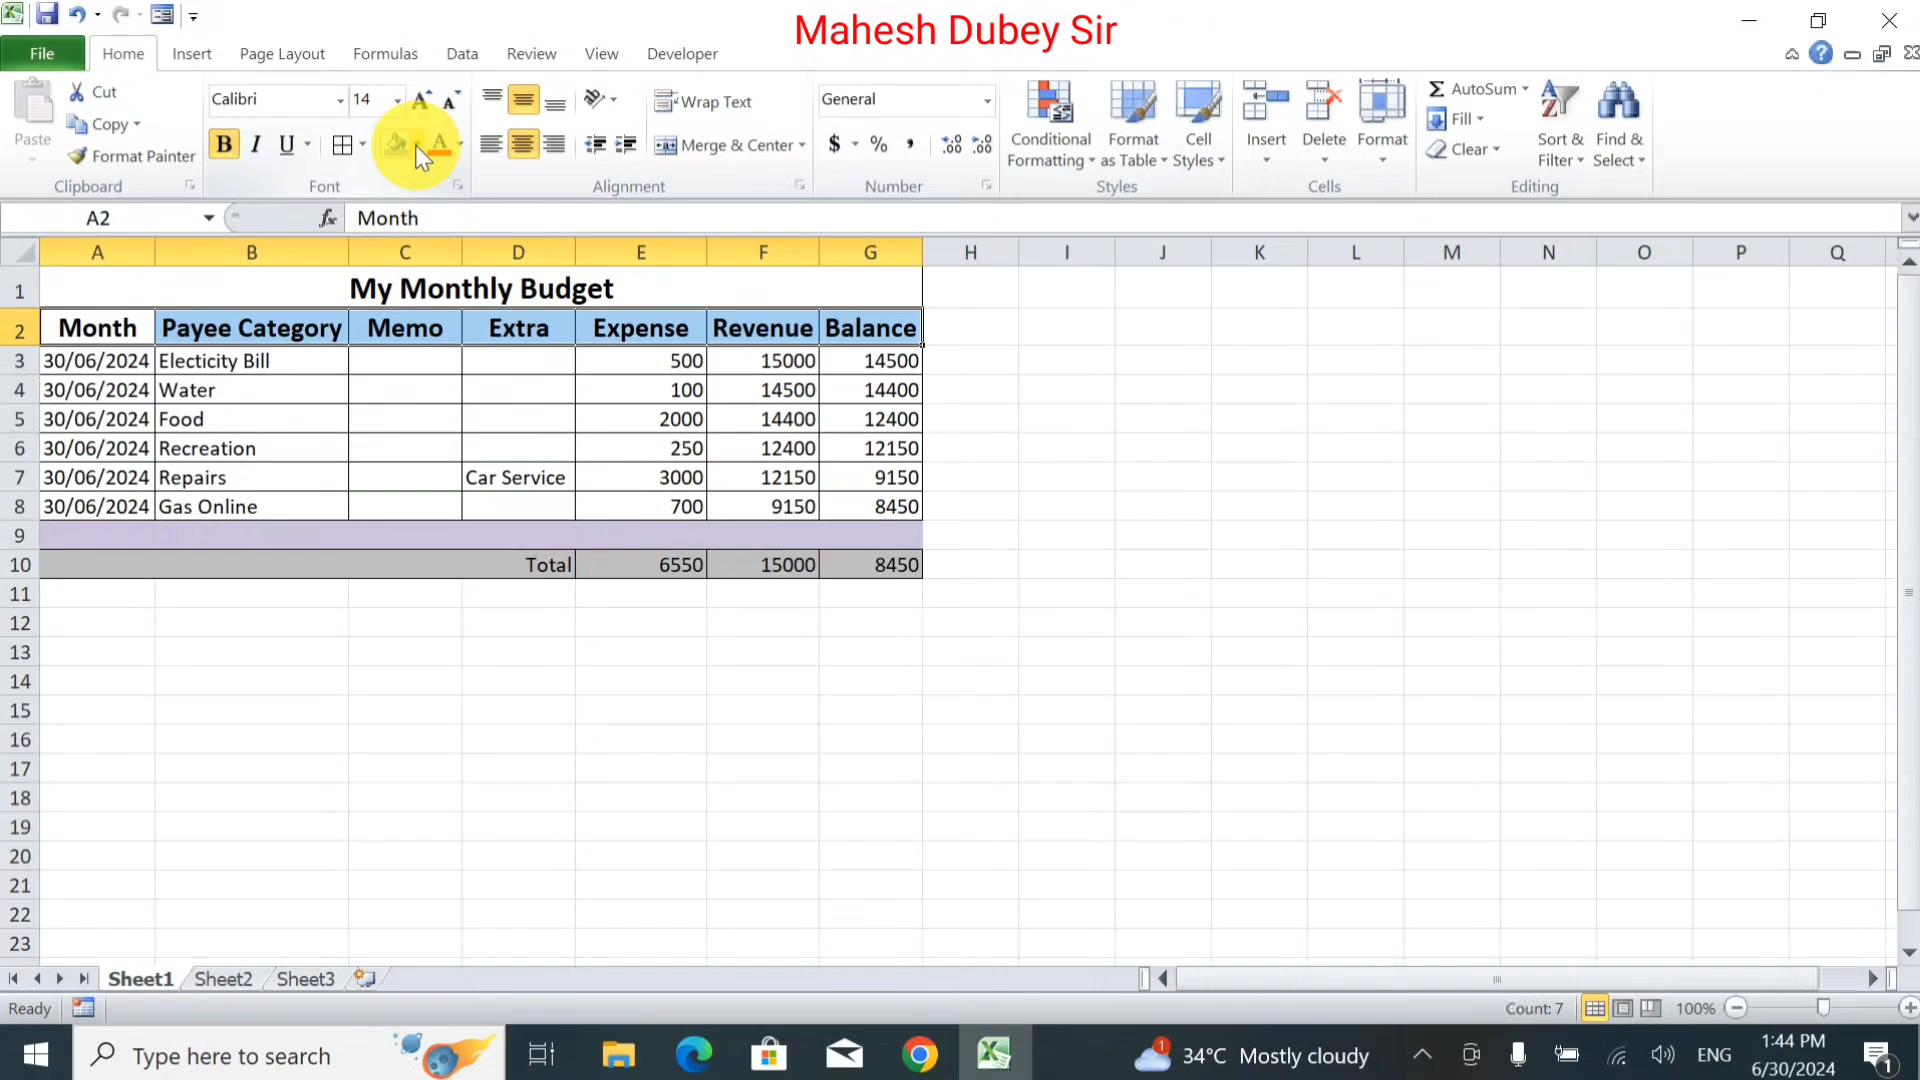 Mahesh Dubey Sir
File Home Insert Page Layout Formulas Data Review View Developer
Paste
Cut
Copy
Format Painter
Clipboard
Calibri 14
B I U
Font
Wrap Text
Merge & Center
Alignment
General
$ % ,
Number
Conditional Formatting
Format as Table
Cell Styles
Styles
Insert Delete Format
Cells
AutoSum
Fill
Clear
Sort & Filter
Find & Select
Editing
A2 fx Month
A B C D E F G H I J K L M N O P Q
1 My Monthly Budget
2 Month Payee Category Memo Extra Expense Revenue Balance
3 30/06/2024 Electicity Bill 500 15000 14500
4 30/06/2024 Water 100 14500 14400
5 30/06/2024 Food 2000 14400 12400
6 30/06/2024 Recreation 250 12400 12150
7 30/06/2024 Repairs Car Service 3000 12150 9150
8 30/06/2024 Gas Online 700 9150 8450
9
10 Total 6550 15000 8450
11
12
13
14
15
16
17
18
19
20
21
22
23
Sheet1 Sheet2 Sheet3
Ready Count: 7 100%
Type here to search 1 34°C Mostly cloudy ENG 1:44 PM
6/30/2024 1